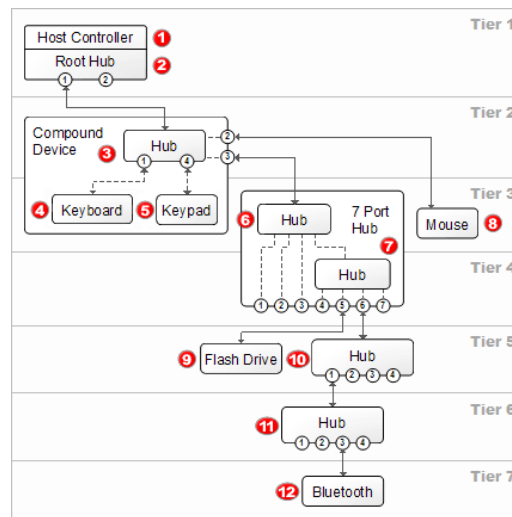 Tier 1
Host Controller 1
Root Hub 2
1 2
Tier 2
Compound
Device
Hub
2
3
1 4
3
Tier 3
4 Keyboard 5 Keypad
6 Hub
7 Port
Hub
7
Mouse 8
Tier 4
Hub
1 2 3 4 5 6 7
Tier 5
9 Flash Drive 10 Hub
1 2 3 4
Tier 6
11 Hub
1 2 3 4
Tier 7
12 Bluetooth